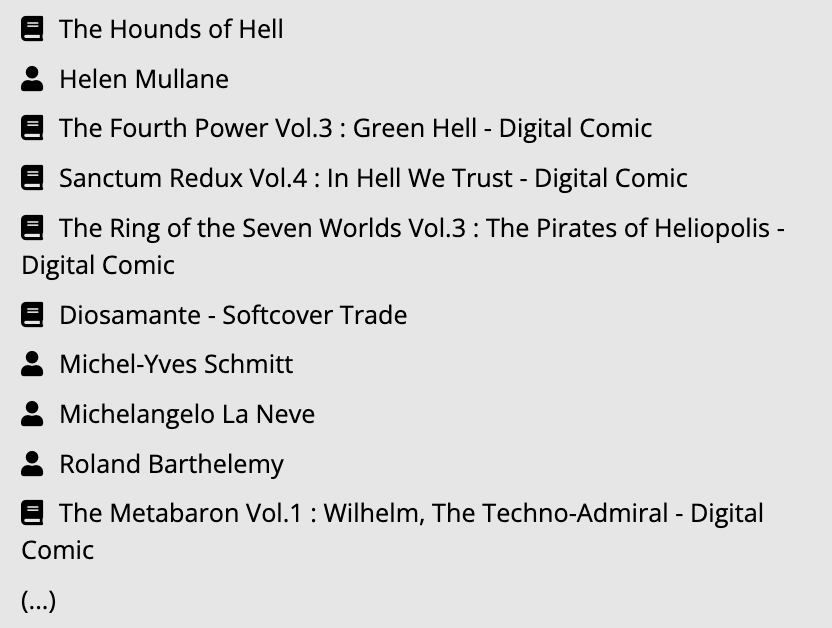 The Hounds of Hell
Helen Mullane
The Fourth Power Vol.3 : Green Hell - Digital Comic
Sanctum Redux Vol.4 : In Hell We Trust - Digital Comic
The Ring of the Seven Worlds Vol.3 : The Pirates of Heliopolis -
Digital Comic
Diosamante - Softcover Trade
Michel-Yves Schmitt
Michelangelo La Neve
Roland Barthelemy
The Metabaron Vol.1 : Wilhelm, The Techno-Admiral - Digital
Comic
(...)